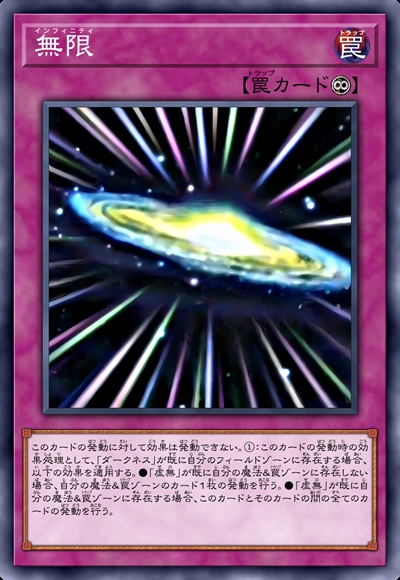 インフィニティ
無限
トラップ
罠
トラップ
【罠カード】
このカードの発動に対して効果は発動できない。①:このカードの発動時の効
果処理として、「ダークネス」が既に自分のフィールドゾーンに存在する場合、
以下の効果を適用する。●「虚無」が既に自分の魔法&罠ゾーンに存在しない
場合、自分の魔法&罠ゾーンのカード1枚の発動を行う。●「虚無」が既に自
分の魔法&罠ゾーンに存在する場合、このカードとそのカードの間の全てのカ
ードの発動を行う。